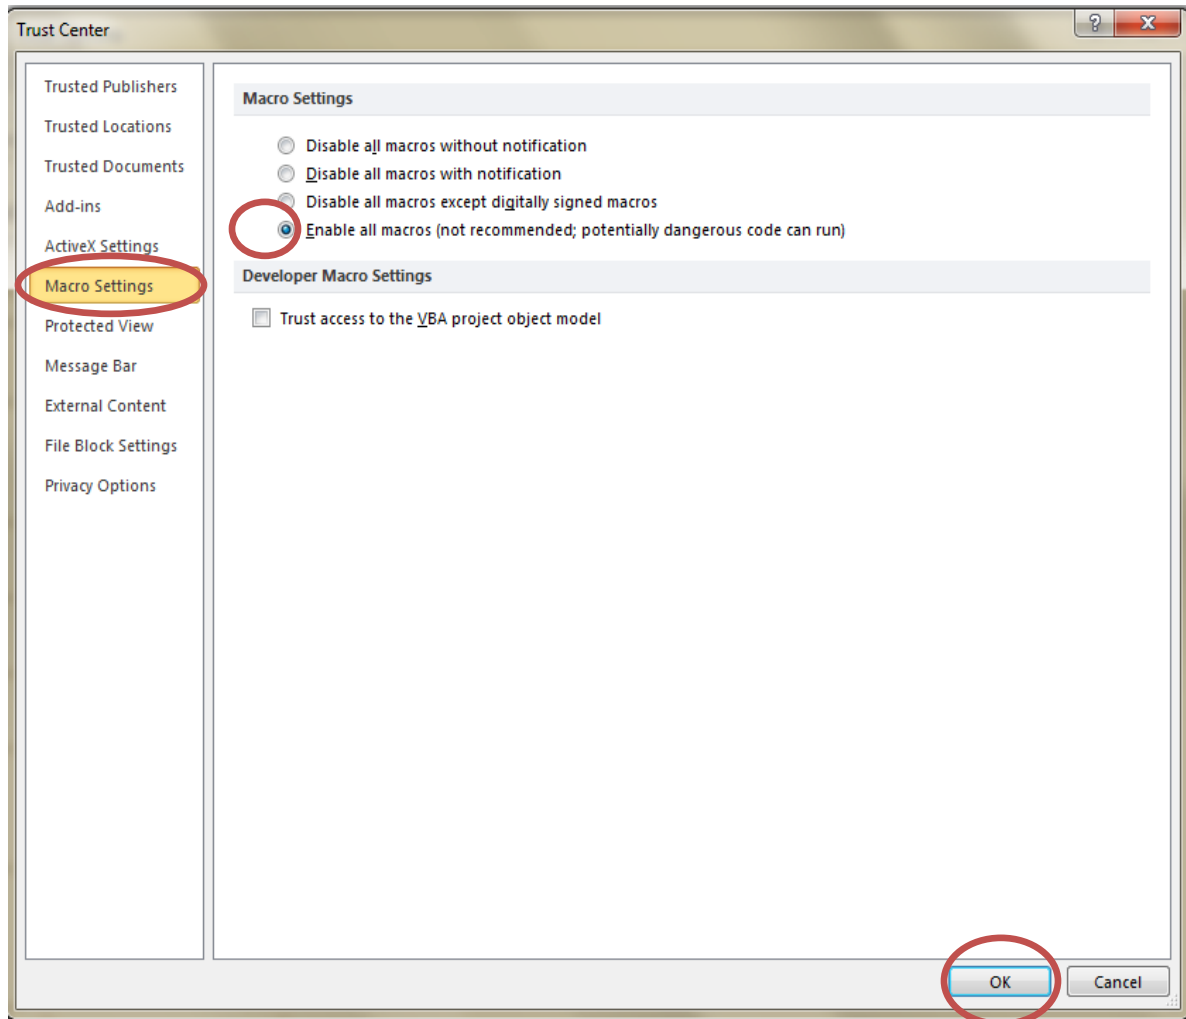 Trust Center
Trusted Publishers
Trusted Locations
Trusted Documents
Add-ins
ActiveX Settings
Macro Settings
Protected View
Message Bar
External Content
File Block Settings
Privacy Options
Macro Settings
Disable all macros without notification
Disable all macros with notification
Disable all macros except digitally signed macros
Enable all macros (not recommended; potentially dangerous code can run)
Developer Macro Settings
Trust access to the VBA project object model
OK
Cancel